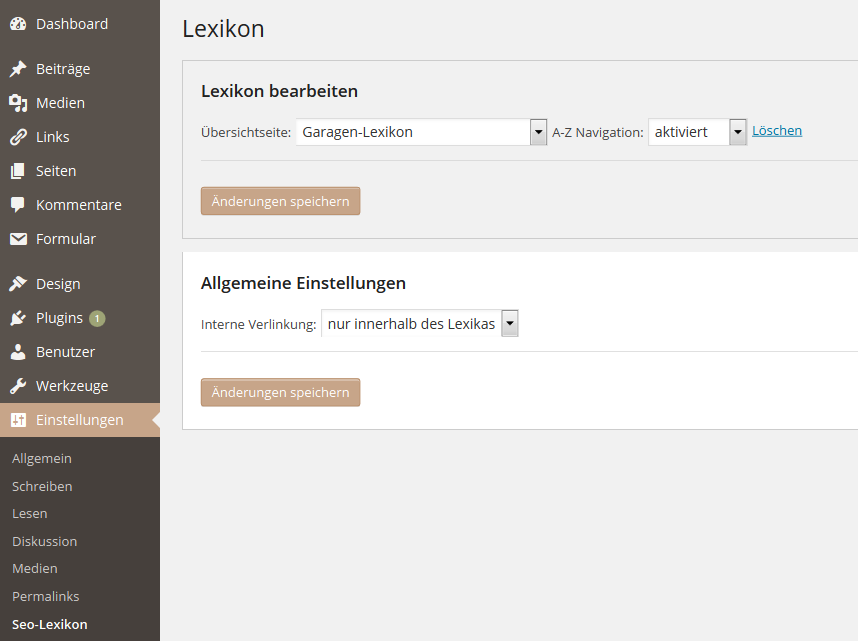 Dashboard
Beiträge
Medien
Links
Seiten
Kommentare
Formular
Design
Plugins 1
Benutzer
Werkzeuge
Einstellungen
Allgemein
Schreiben
Lesen
Diskussion
Medien
Permalinks
Seo-Lexikon
Lexikon
Lexikon bearbeiten
Übersichtseite: Garagen-Lexikon A-Z Navigation: aktiviert Löschen
Änderungen speichern
Allgemeine Einstellungen
Interne Verlinkung: nur innerhalb des Lexikas
Änderungen speichern